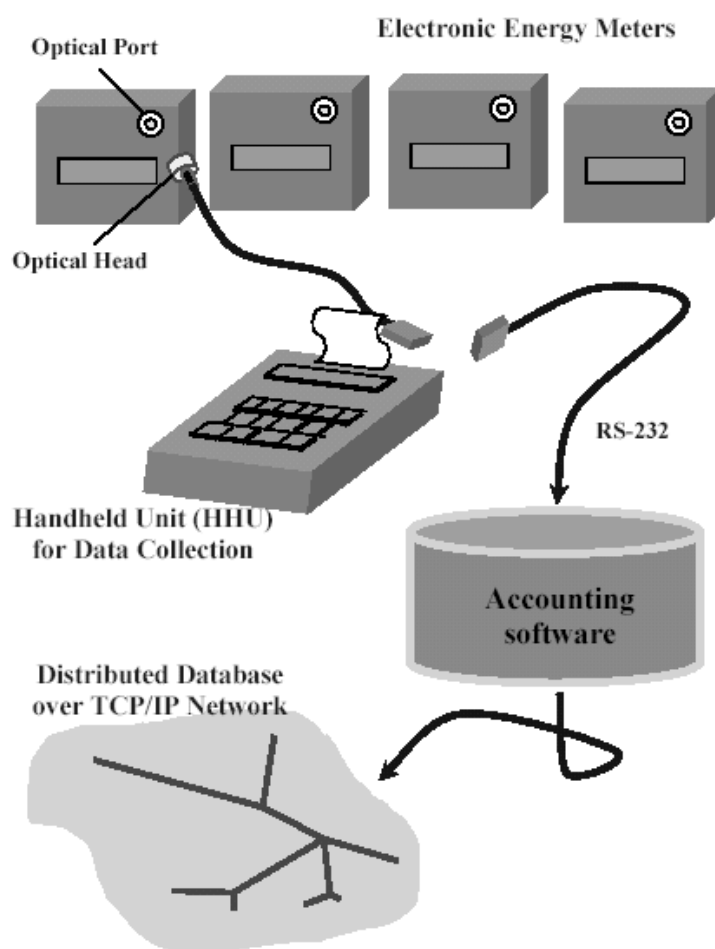 Electronic Energy Meters
Optical Port
Optical Head
RS-232
Handheld Unit (HHU)
for Data Collection
Accounting
software
Distributed Database
over TCP/IP Network